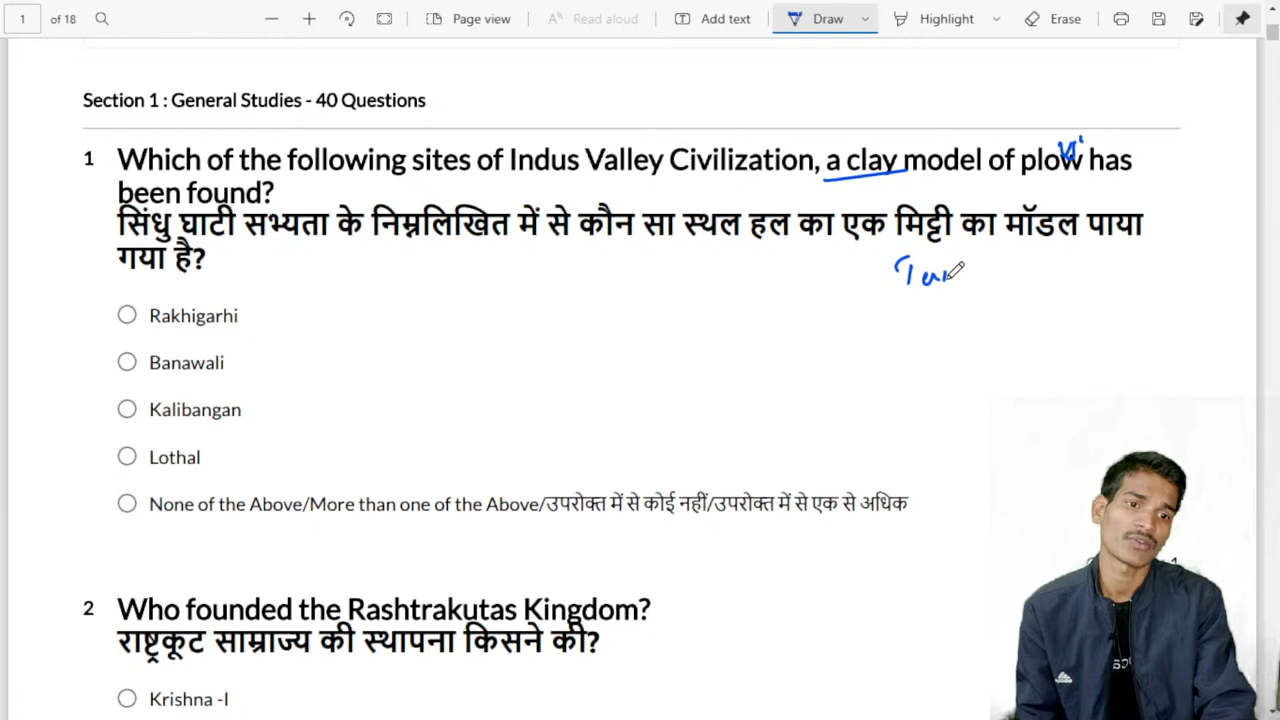 1 of 18 Page view Read aloud Add text Draw Highlight Erase
Section 1 : General Studies - 40 Questions
1 Which of the following sites of Indus Valley Civilization, a clay model of plow has
been found?
सिंधु घाटी सभ्यता के निम्नलिखित में से कौन सा स्थल हल का एक मिट्टी का मॉडल पाया
गया है?
Rakhigarhi
Banawali
Kalibangan
Lothal
None of the Above/More than one of the Above/उपरोक्त में से कोई नहीं/उपरोक्त में से एक से अधिक
2 Who founded the Rashtrakutas Kingdom?
राष्ट्रकूट साम्राज्य की स्थापना किसने की?
Krishna -I